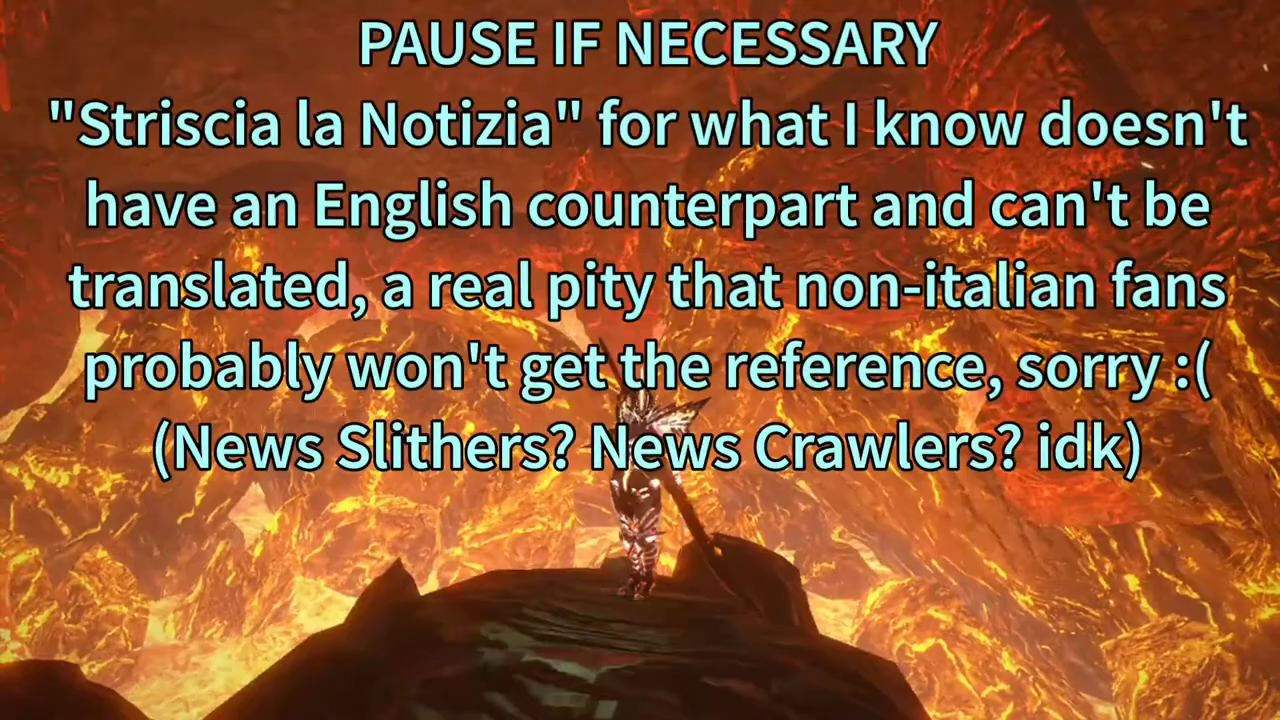 PAUSE IF NECESSARY
"Striscia la Notizia" for what I know doesn't
have an English counterpart and can't be
translated, a real pity that non-italian fans
probably won't get the reference, sorry :(
(News Slithers? News Crawlers? idk)